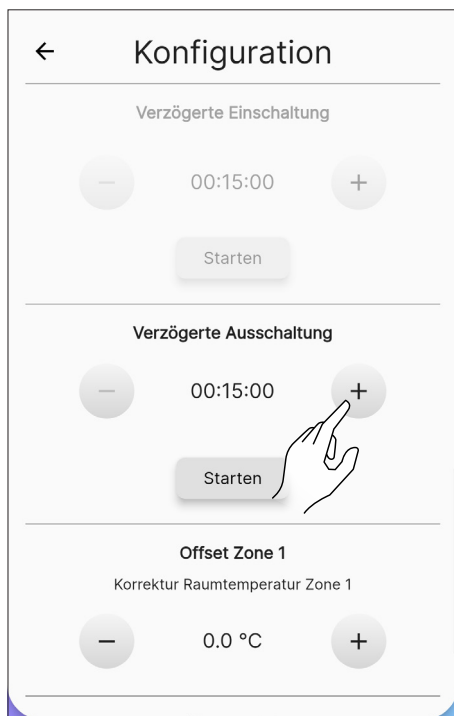 ← Konfiguration
Verzögerte Einschaltung
− 00:15:00 +
Starten
Verzögerte Ausschaltung
− 00:15:00 +
Starten
Offset Zone 1
Korrektur Raumtemperatur Zone 1
− 0.0 °C +